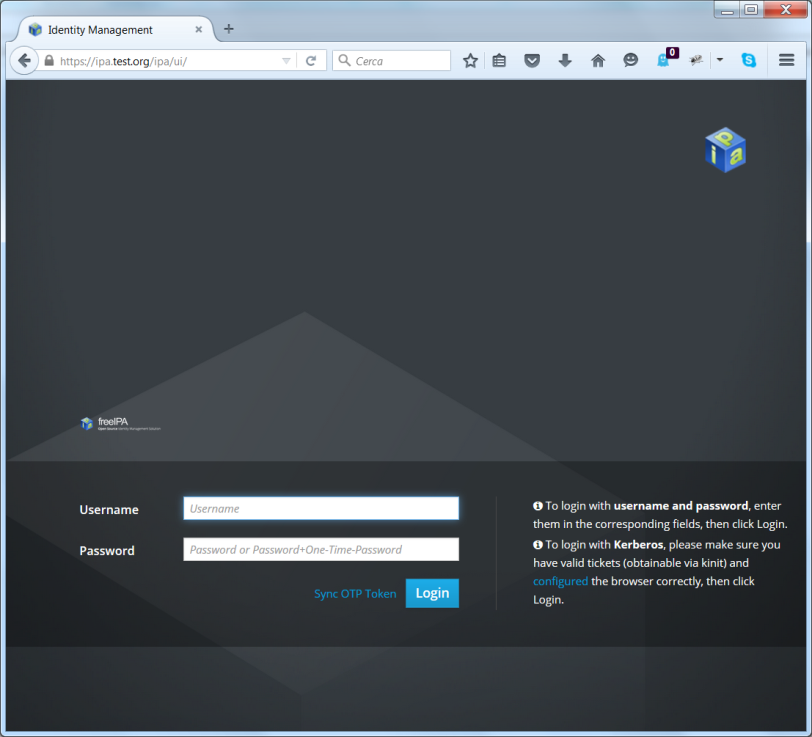 Identity Management
https://ipa.test.org/ipa/ui/
Cerca
0
freeIPA
Open Source Identity Management Solution
Username
Username
Password
Password or Password+One-Time-Password
Sync OTP Token
Login
To login with username and password, enter
them in the corresponding fields, then click Login.
To login with Kerberos, please make sure you
have valid tickets (obtainable via kinit) and
configured the browser correctly, then click
Login.